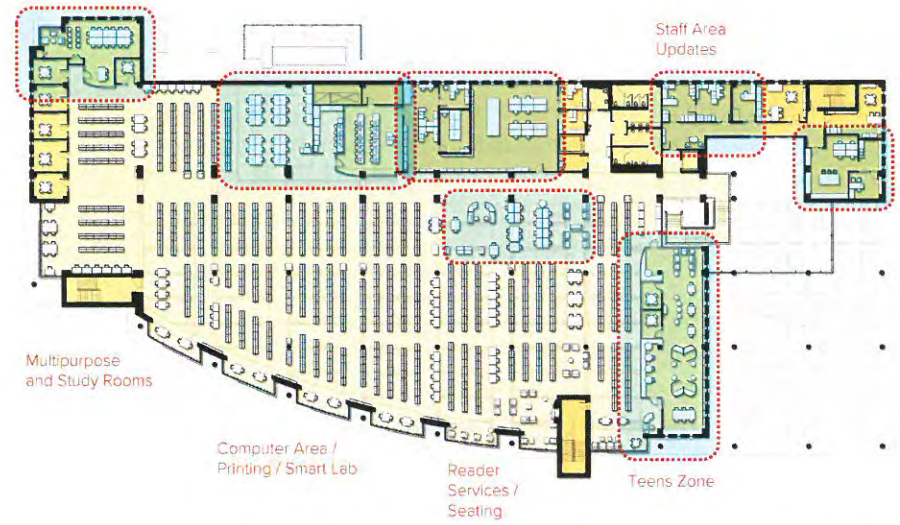 Staff Area
Updates
Multipurpose
and Study Rooms
Computer Area /
Printing / Smart Lab
Reader
Services /
Seating
Teens Zone